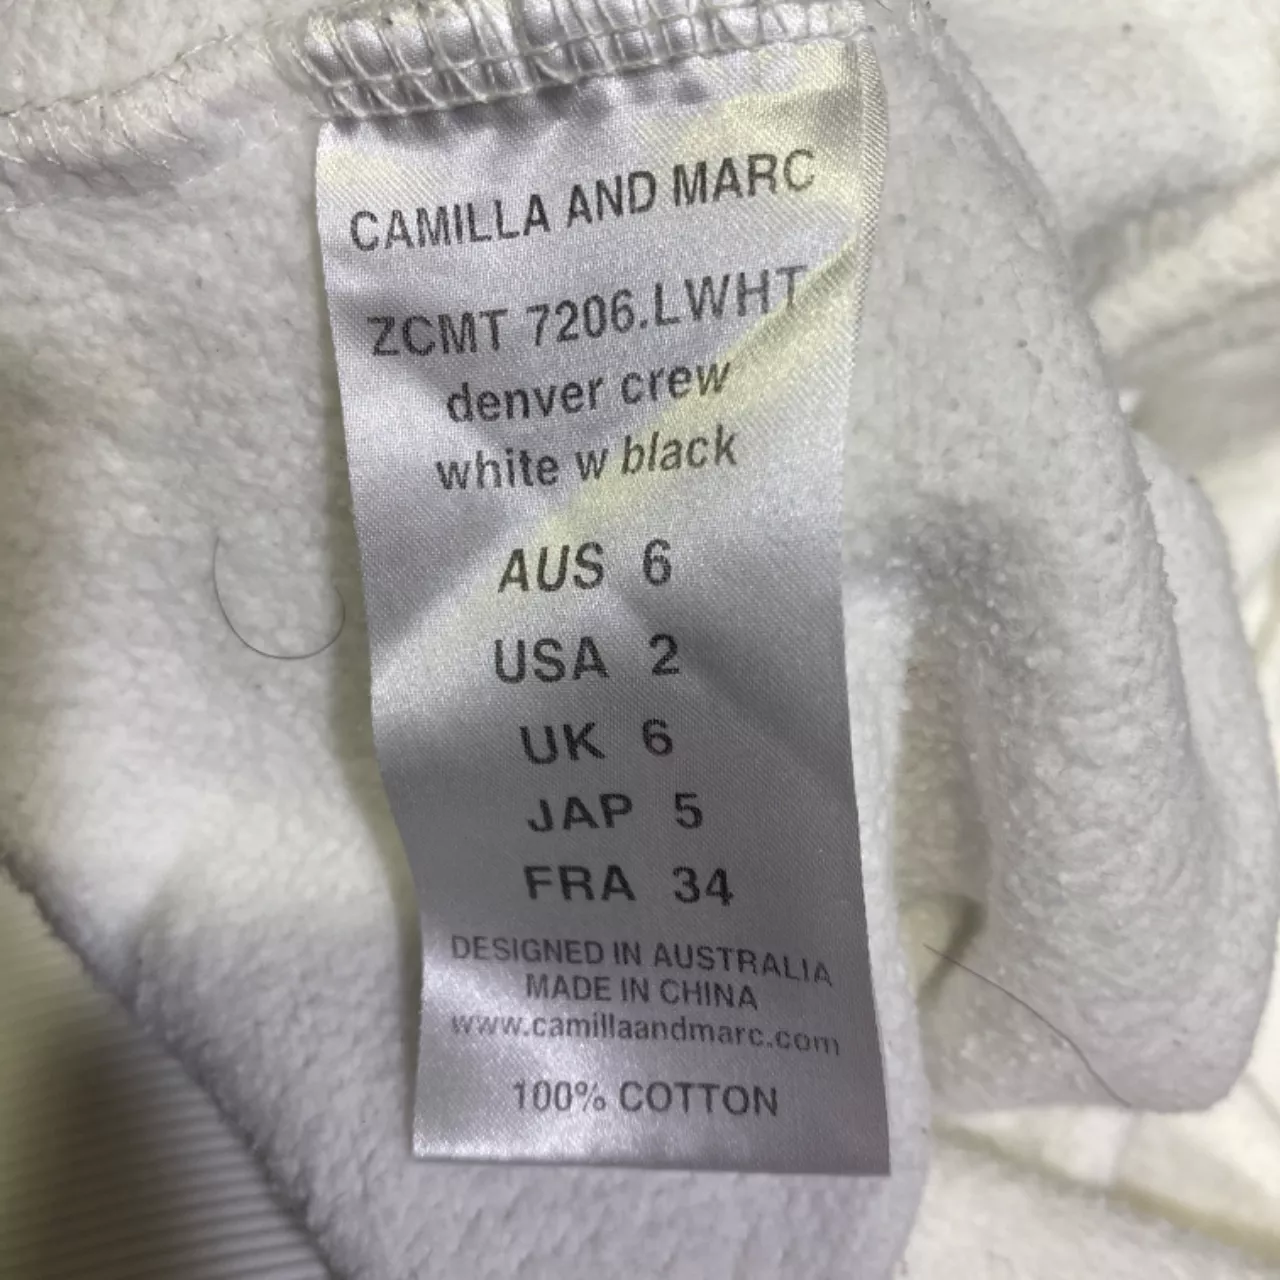 CAMILLA AND MARC
ZCMT 7206.LWHT
denver crew
white w black
AUS 6
USA 2
UK 6
JAP 5
FRA 34
DESIGNED IN AUSTRALIA
MADE IN CHINA
www.camillaandmarc.com
100% COTTON